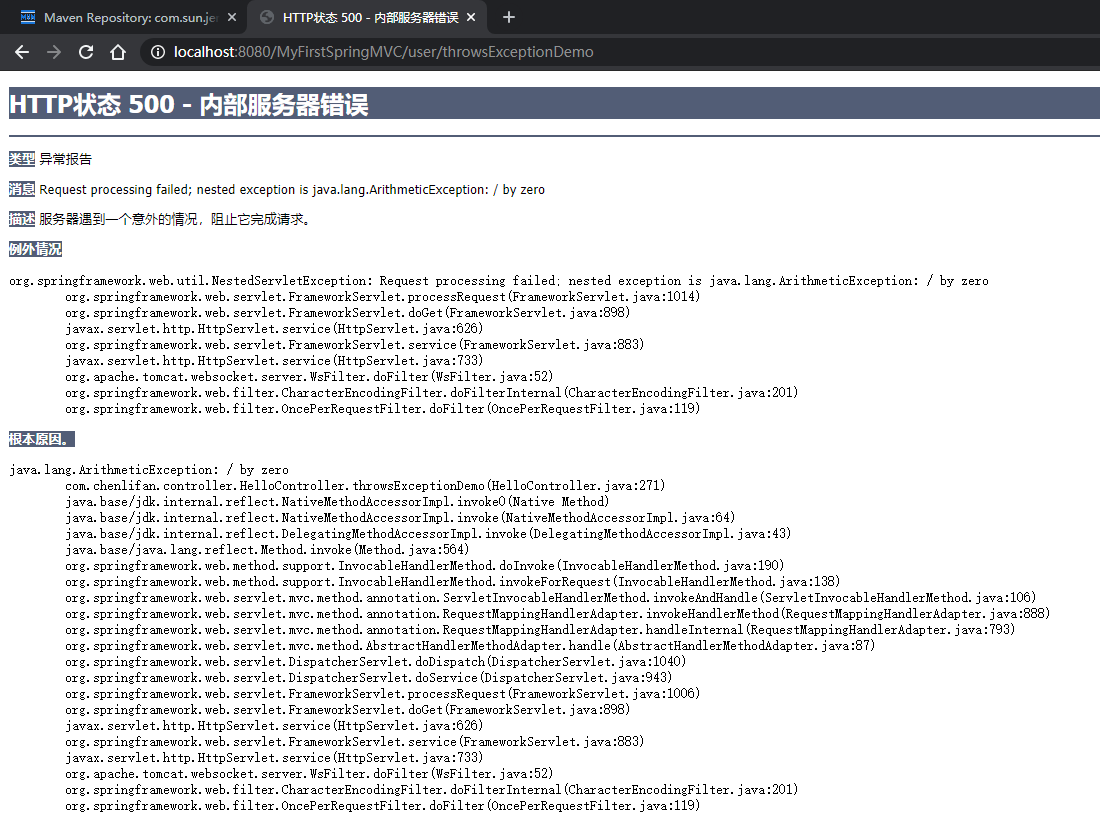 Maven Repository: com.sun.jer
HTTP状态 500 - 内部服务器错误
localhost:8080/MyFirstSpringMVC/user/throwsExceptionDemo
HTTP状态 500 - 内部服务器错误
类型 异常报告
消息 Request processing failed; nested exception is java.lang.ArithmeticException: / by zero
描述 服务器遇到一个意外的情况，阻止它完成请求。
例外情况
org.springframework.web.util.NestedServletException: Request processing failed; nested exception is java.lang.ArithmeticException: / by zero
org.springframework.web.servlet.FrameworkServlet.processRequest(FrameworkServlet.java:1014)
org.springframework.web.servlet.FrameworkServlet.doGet(FrameworkServlet.java:898)
javax.servlet.http.HttpServlet.service(HttpServlet.java:626)
org.springframework.web.servlet.FrameworkServlet.service(FrameworkServlet.java:883)
javax.servlet.http.HttpServlet.service(HttpServlet.java:733)
org.apache.tomcat.websocket.server.WsFilter.doFilter(WsFilter.java:52)
org.springframework.web.filter.CharacterEncodingFilter.doFilterInternal(CharacterEncodingFilter.java:201)
org.springframework.web.filter.OncePerRequestFilter.doFilter(OncePerRequestFilter.java:119)
根本原因。
java.lang.ArithmeticException: / by zero
com.chenlifan.controller.HelloController.throwsExceptionDemo(HelloController.java:271)
java.base/jdk.internal.reflect.NativeMethodAccessorImpl.invoke0(Native Method)
java.base/jdk.internal.reflect.NativeMethodAccessorImpl.invoke(NativeMethodAccessorImpl.java:64)
java.base/jdk.internal.reflect.DelegatingMethodAccessorImpl.invoke(DelegatingMethodAccessorImpl.java:43)
java.base/java.lang.reflect.Method.invoke(Method.java:564)
org.springframework.web.method.support.InvocableHandlerMethod.doInvoke(InvocableHandlerMethod.java:190)
org.springframework.web.method.support.InvocableHandlerMethod.invokeForRequest(InvocableHandlerMethod.java:138)
org.springframework.web.servlet.mvc.method.annotation.ServletInvocableHandlerMethod.invokeAndHandle(ServletInvocableHandlerMethod.java:106)
org.springframework.web.servlet.mvc.method.annotation.RequestMappingHandlerAdapter.invokeHandlerMethod(RequestMappingHandlerAdapter.java:888)
org.springframework.web.servlet.mvc.method.annotation.RequestMappingHandlerAdapter.handleInternal(RequestMappingHandlerAdapter.java:793)
org.springframework.web.servlet.mvc.method.AbstractHandlerMethodAdapter.handle(AbstractHandlerMethodAdapter.java:87)
org.springframework.web.servlet.DispatcherServlet.doDispatch(DispatcherServlet.java:1040)
org.springframework.web.servlet.DispatcherServlet.doService(DispatcherServlet.java:943)
org.springframework.web.servlet.FrameworkServlet.processRequest(FrameworkServlet.java:1006)
org.springframework.web.servlet.FrameworkServlet.doGet(FrameworkServlet.java:898)
javax.servlet.http.HttpServlet.service(HttpServlet.java:626)
org.springframework.web.servlet.FrameworkServlet.service(FrameworkServlet.java:883)
javax.servlet.http.HttpServlet.service(HttpServlet.java:733)
org.apache.tomcat.websocket.server.WsFilter.doFilter(WsFilter.java:52)
org.springframework.web.filter.CharacterEncodingFilter.doFilterInternal(CharacterEncodingFilter.java:201)
org.springframework.web.filter.OncePerRequestFilter.doFilter(OncePerRequestFilter.java:119)